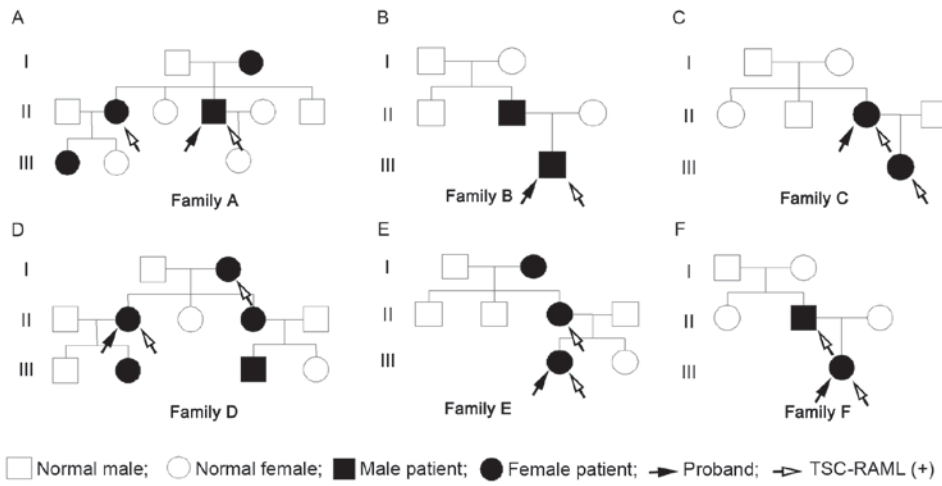 A
B
C
I
II
III
Family A
I
II
III
Family B
I
II
III
Family C
D
E
F
I
II
III
Family D
I
II
III
Family E
I
II
III
Family F
Normal male; Normal female; Male patient; Female patient; Proband; TSC-RAML (+)